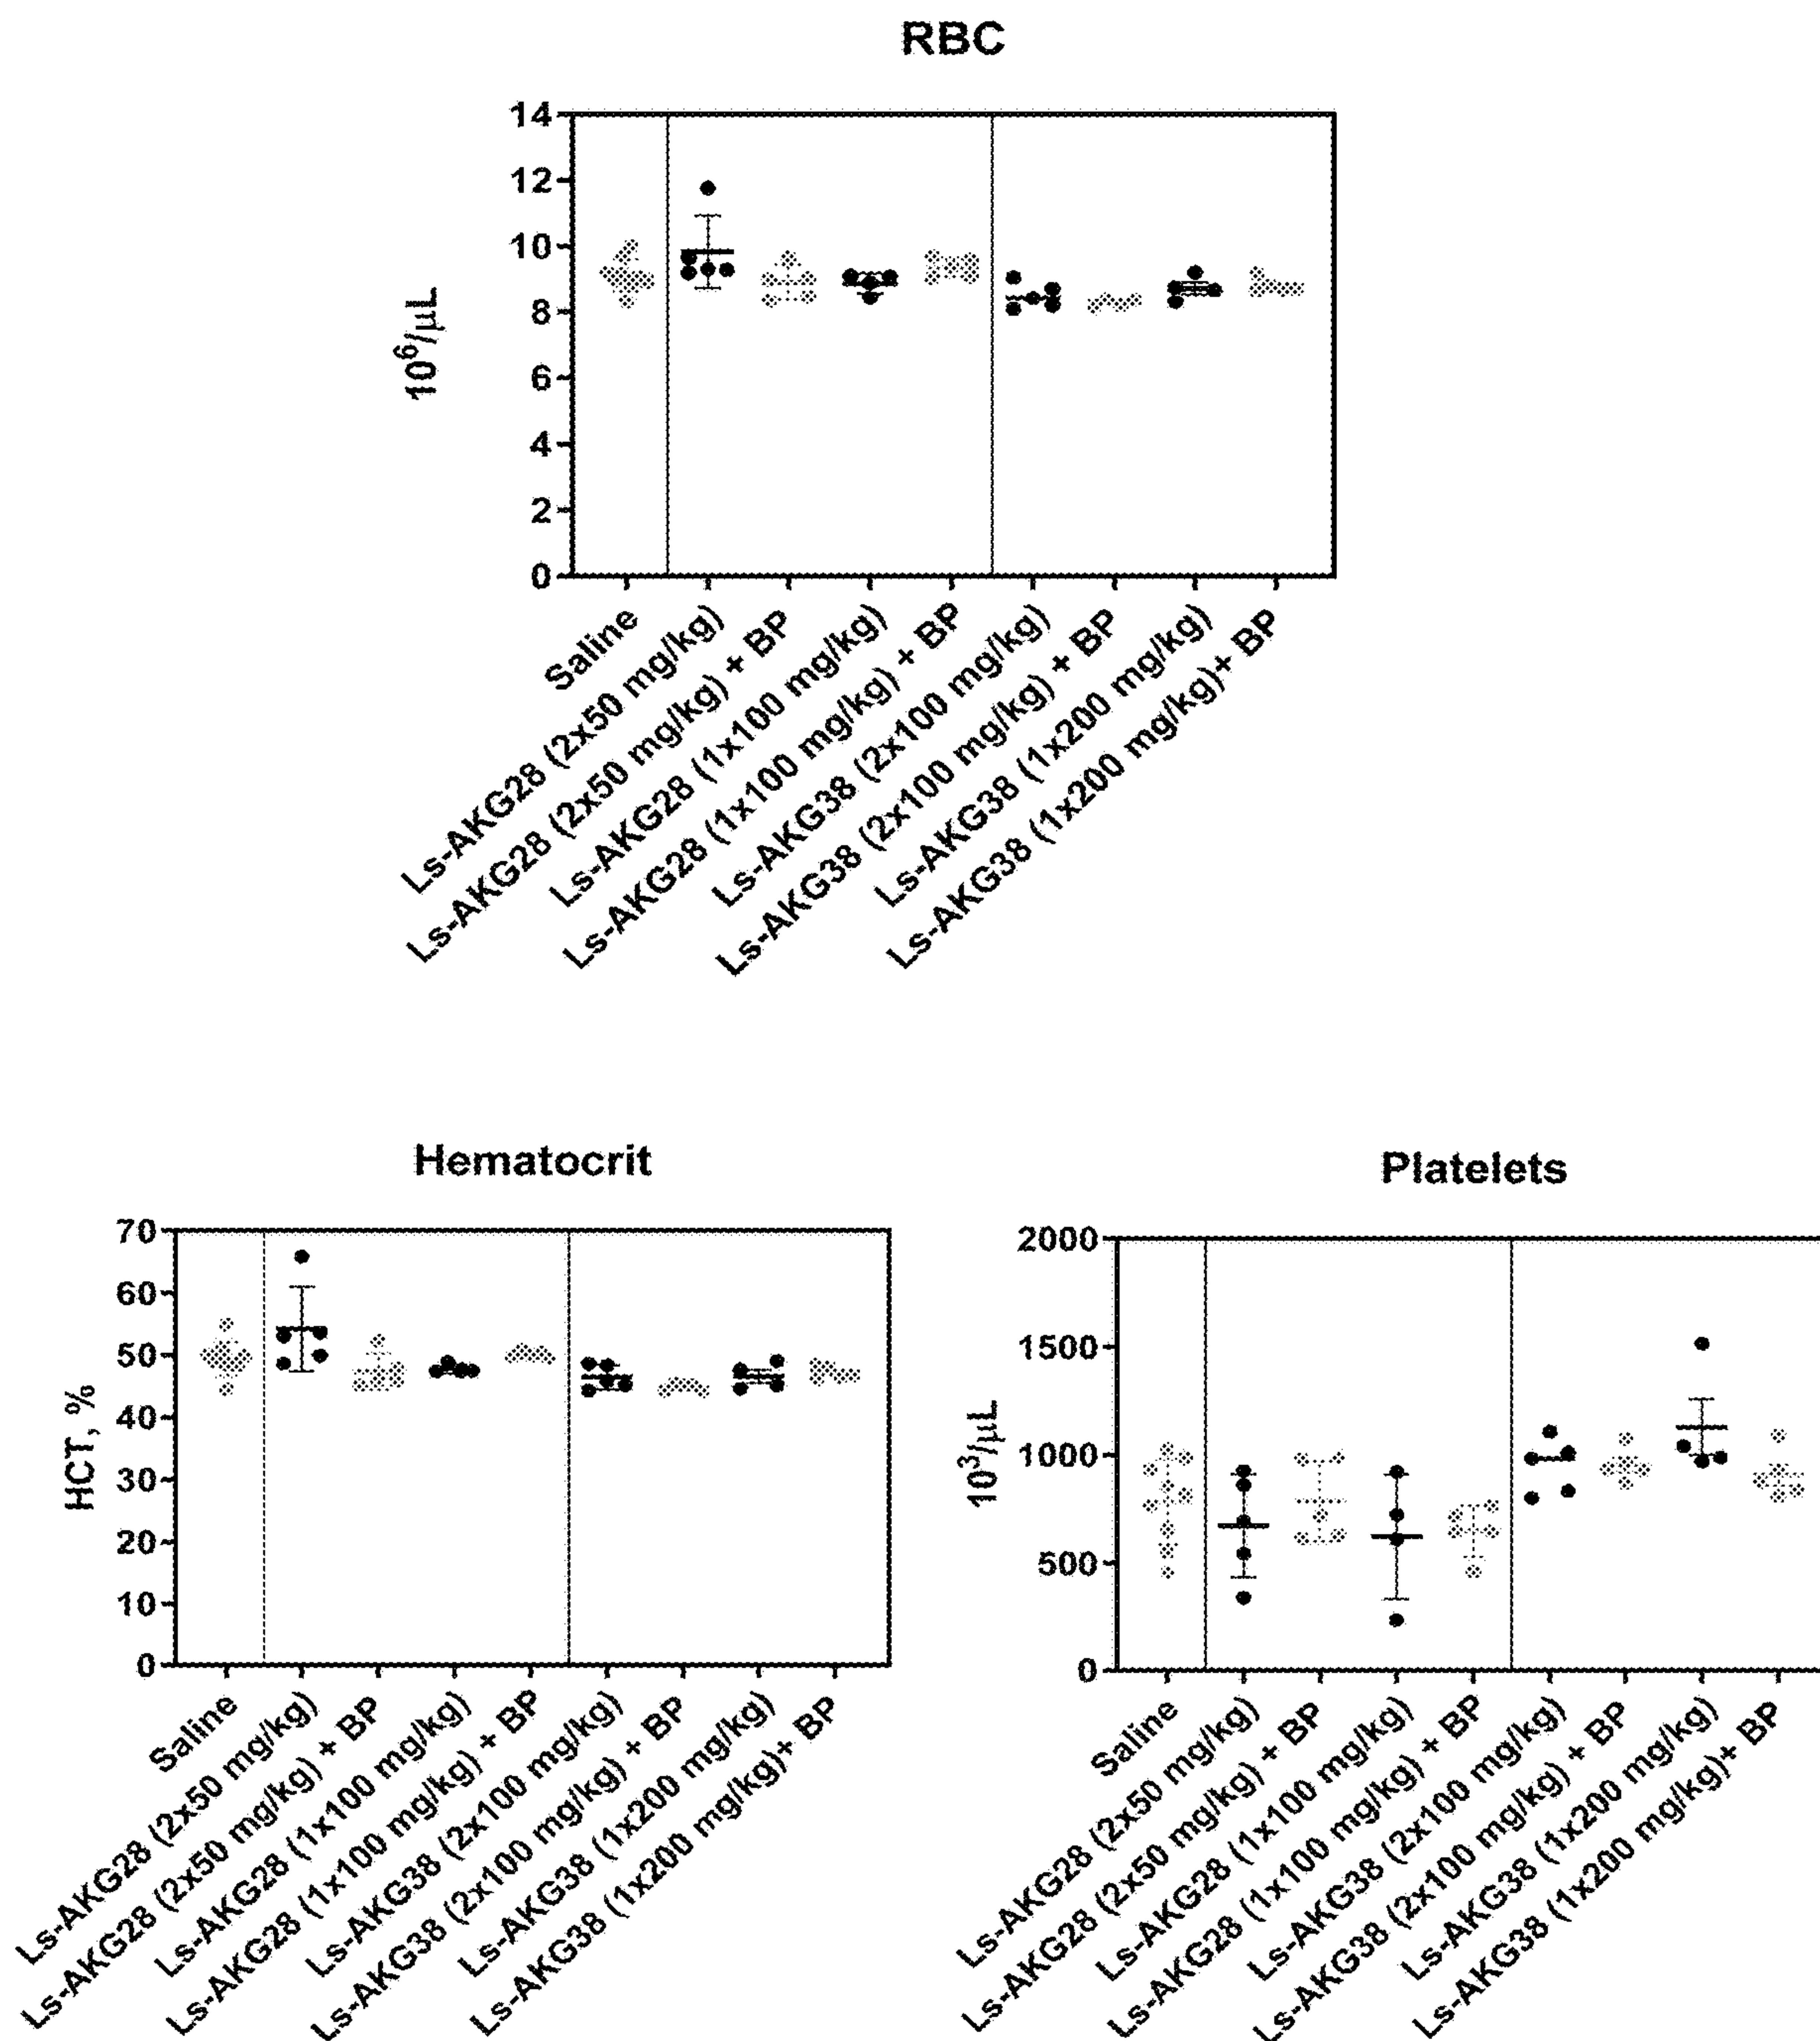 RBC
14
12
10
8
6
4
2
0
10⁶/μL
Saline
Ls-AKG28 (2x50 mg/kg)
Ls-AKG28 (2x50 mg/kg) + BP
Ls-AKG28 (1x100 mg/kg)
Ls-AKG28 (1x100 mg/kg) + BP
Ls-AKG38 (2x100 mg/kg)
Ls-AKG38 (2x100 mg/kg) + BP
Ls-AKG38 (1x200 mg/kg)
Ls-AKG38 (1x200 mg/kg)+ BP
Hematocrit
70
60
50
40
30
20
10
0
HCT, %
Saline
Ls-AKG28 (2x50 mg/kg)
Ls-AKG28 (2x50 mg/kg) + BP
Ls-AKG28 (1x100 mg/kg)
Ls-AKG28 (1x100 mg/kg) + BP
Ls-AKG38 (2x100 mg/kg)
Ls-AKG38 (2x100 mg/kg) + BP
Ls-AKG38 (1x200 mg/kg)
Ls-AKG38 (1x200 mg/kg)+ BP
Platelets
2000
1500
1000
500
0
10³/μL
Saline
Ls-AKG28 (2x50 mg/kg)
Ls-AKG28 (2x50 mg/kg) + BP
Ls-AKG28 (1x100 mg/kg)
Ls-AKG28 (1x100 mg/kg) + BP
Ls-AKG38 (2x100 mg/kg)
Ls-AKG38 (2x100 mg/kg) + BP
Ls-AKG38 (1x200 mg/kg)
Ls-AKG38 (1x200 mg/kg)+ BP